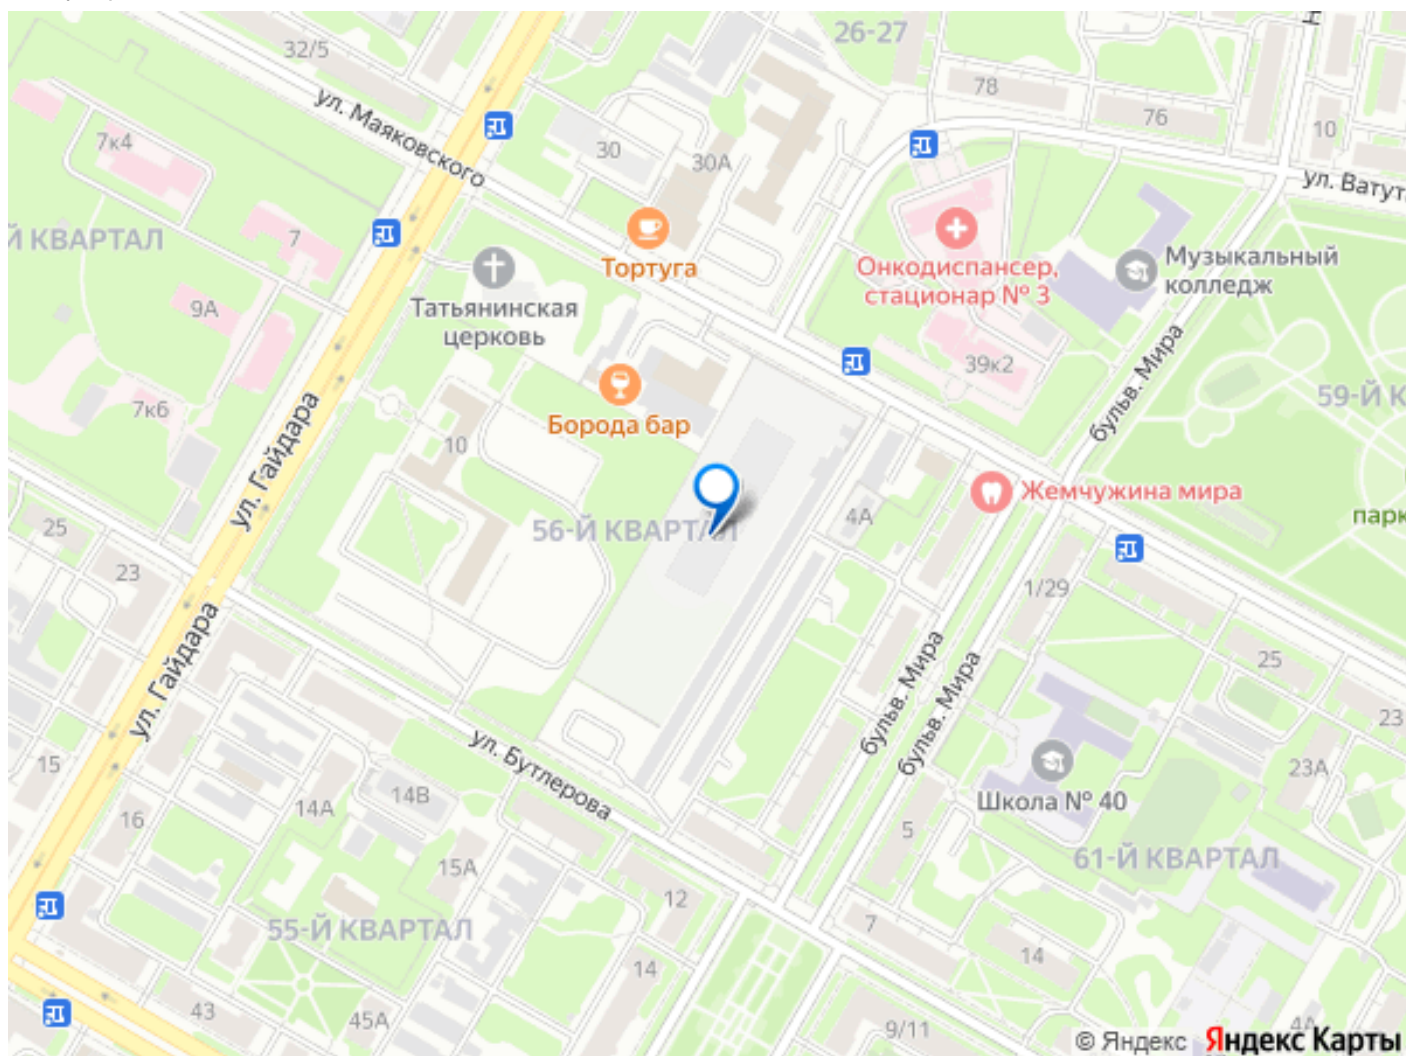 26-27
32/5
78
76
10
ул. Маяковского
30
30А
7к4
ул. Ватут
Й КВАРТАЛ
7
Тортуга
Онкодиспансер,
стационар № 3
Музыкальный
колледж
Татьянинская
церковь
9А
39к2
бульв. Мира
59-Й К
7к6
Борода бар
10
ул. Гайдара
Жемчужина мира
парк
4А
56-Й КВАРТАЛ
25
23
1/29
ул. Гайдара
бульв. Мира
бульв. Мира
25
23
15
ул. Бутлерова
14А
14В
16
Школа № 40
23А
5
61-Й КВАРТАЛ
15А
12
55-Й КВАРТАЛ
7
14
14
43
45А
9/11
4А
© Яндекс Яндекс Карты